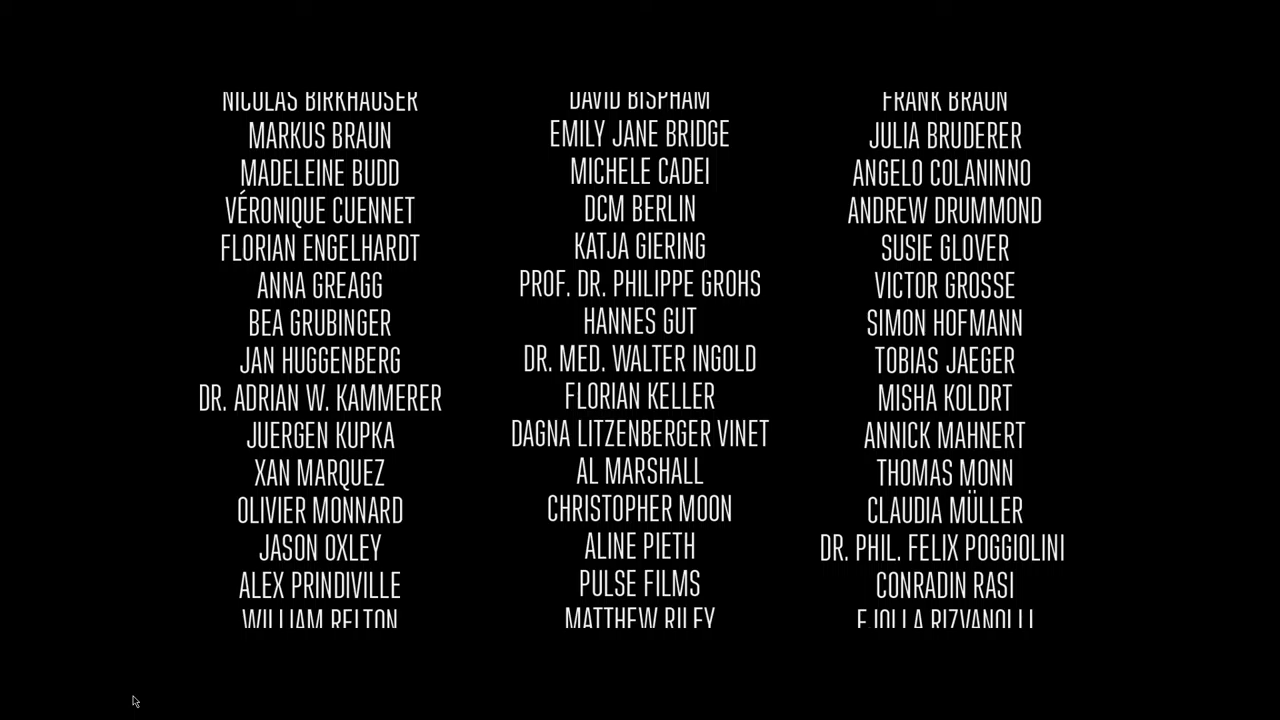 NICOLAS BIRKHAUSER DAVID BISPHAM FRANK BRAUN
MARKUS BRAUN EMILY JANE BRIDGE JULIA BRUDERER
MADELEINE BUDD MICHELE CADEI ANGELO COLANINNO
VÉRONIQUE CUENNET DCM BERLIN ANDREW DRUMMOND
FLORIAN ENGELHARDT KATJA GIERING SUSIE GLOVER
ANNA GREAGG PROF. DR. PHILIPPE GROHS VICTOR GROSSE
BEA GRUBINGER HANNES GUT SIMON HOFMANN
JAN HUGGENBERG DR. MED. WALTER INGOLD TOBIAS JAEGER
DR. ADRIAN W. KAMMERER FLORIAN KELLER MISHA KOLDRT
JUERGEN KUPKA DAGNA LITZENBERGER VINET ANNICK MAHNERT
XAN MARQUEZ AL MARSHALL THOMAS MONN
OLIVIER MONNARD CHRISTOPHER MOON CLAUDIA MÜLLER
JASON OXLEY ALINE PIETH DR. PHIL. FELIX POGGIOLINI
ALEX PRINDIVILLE PULSE FILMS CONRADIN RASI
WILLIAM RELTON MATTHEW RILEY EJOLLA RIZVANOLLI